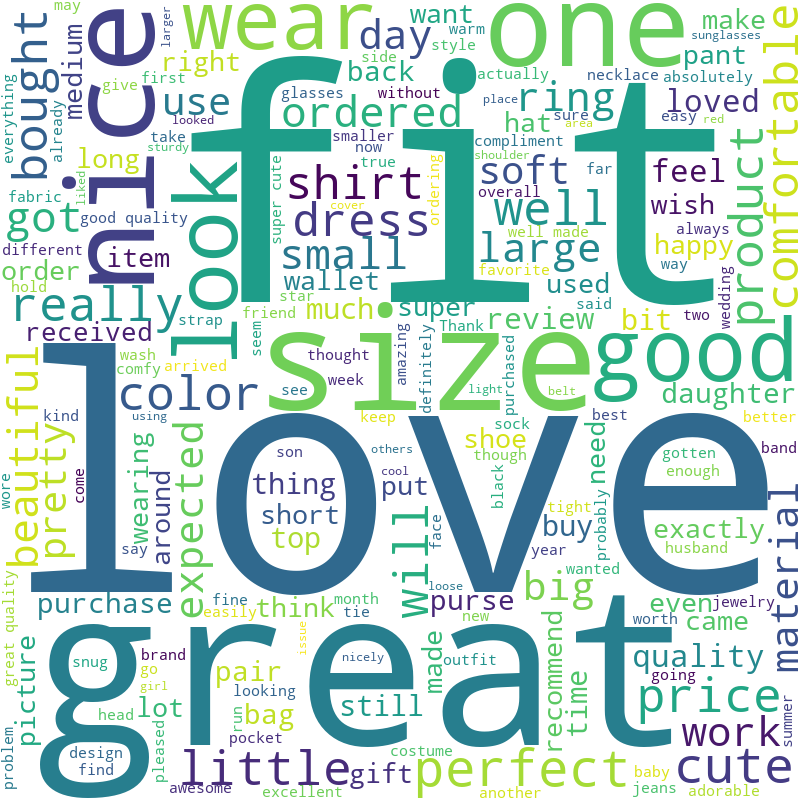 may
larger
wear
one
want
warm
style
make
sunglasses
everything
bought
medium
nice
right
day
side
pant
give
first
back
actually
necklace
absolutely
already
use
glasses
without
place
ring
loved
comfortable
looked
ordered
hat
sure
area
easy
red
take
smaller
now
compliment
sturdy
fit
long
liked
look
super cute
shirt
true
cover
ordering
shoulder
soft
far
feel
product
fabric
good quality
overall
wish
got
dress
well
always
different
item
small
well made
large
happy
way
order
hold
wallet
favorite
used
wedding
really
friend
star
much
super
said
two
strap
Thank
review
bit
received
seem
amazing
definitely
beautiful
wash
comfy
arrived
thought
week
size
purchased
light
good
pretty
color
see
belt
daughter
kind
using
keep
sock
best
better
wearing
expected
son
others
shoe
though
need
gotten
band
wore
come
love
thing
cool
put
black
tight
probably
enough
material
say
around
short
face
buy
exactly
top
will
year
husband
great quality
loose
wanted
big
purchase
fine
easily
think
month
tie
purse
new
even
jewelry
came
worth
picture
great
snug
brand
go
girl
pair
issue
nicely
looking
made
outfit
recommend
time
quality
going
head
lot
pleased
run
bag
still
price
summer
problem
design
find
pocket
costume
work
little
gift
perfect
cute
awesome
excellent
another
jeans
baby
adorable